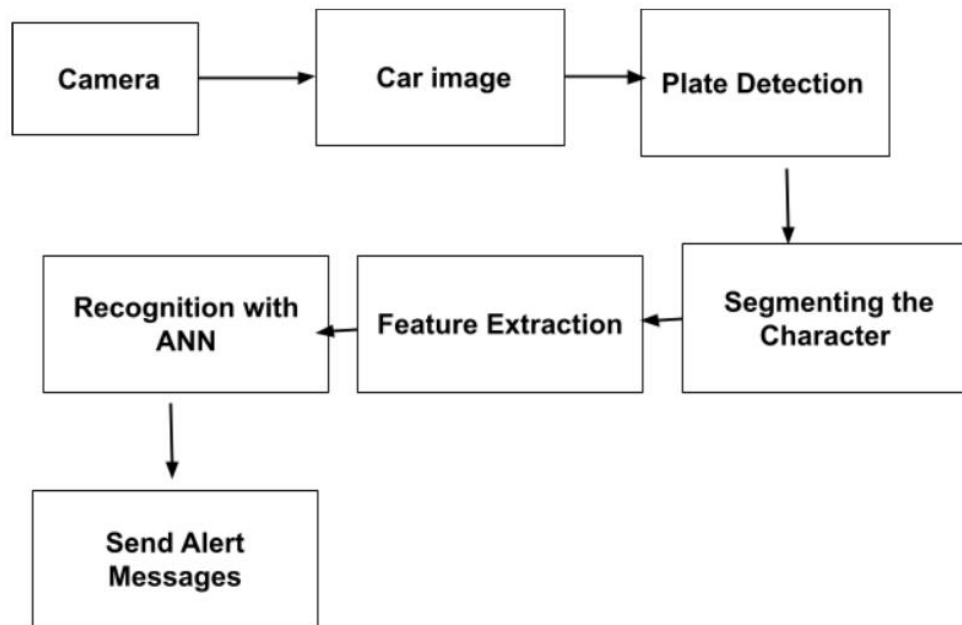 Camera
Car image
Plate Detection
Segmenting the
Character
Feature Extraction
Recognition with
ANN
Send Alert
Messages